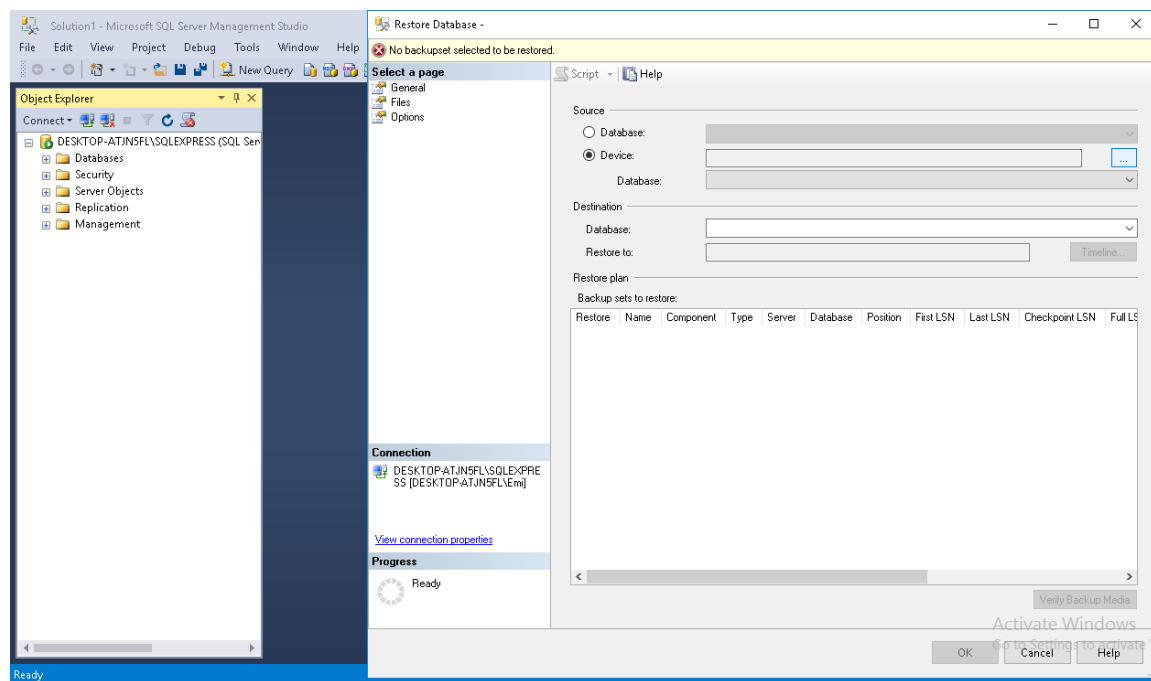 Solution1 - Microsoft SQL Server Management Studio
File Edit View Project Debug Tools Window Help
New Query
Object Explorer
Connect
DESKTOP-ATJN5FL\SQLEXPRESS (SQL Ser
Databases
Security
Server Objects
Replication
Management
Ready
Restore Database -
No backupset selected to be restored.
Select a page
General
Files
Options
Script Help
Source
Database:
Device:
...
Database:
Destination
Database:
Restore to:
Timeline...
Restore plan
Backup sets to restore:
Restore Name Component Type Server Database Position First LSN Last LSN Checkpoint LSN Full LS
Connection
DESKTOP-ATJN5FL\SQLEXPRE
SS [DESKTOP-ATJN5FL\Emi]
View connection properties
Progress
Ready
Verify Backup Media
Activate Windows
Go to Settings to activate
OK Cancel Help